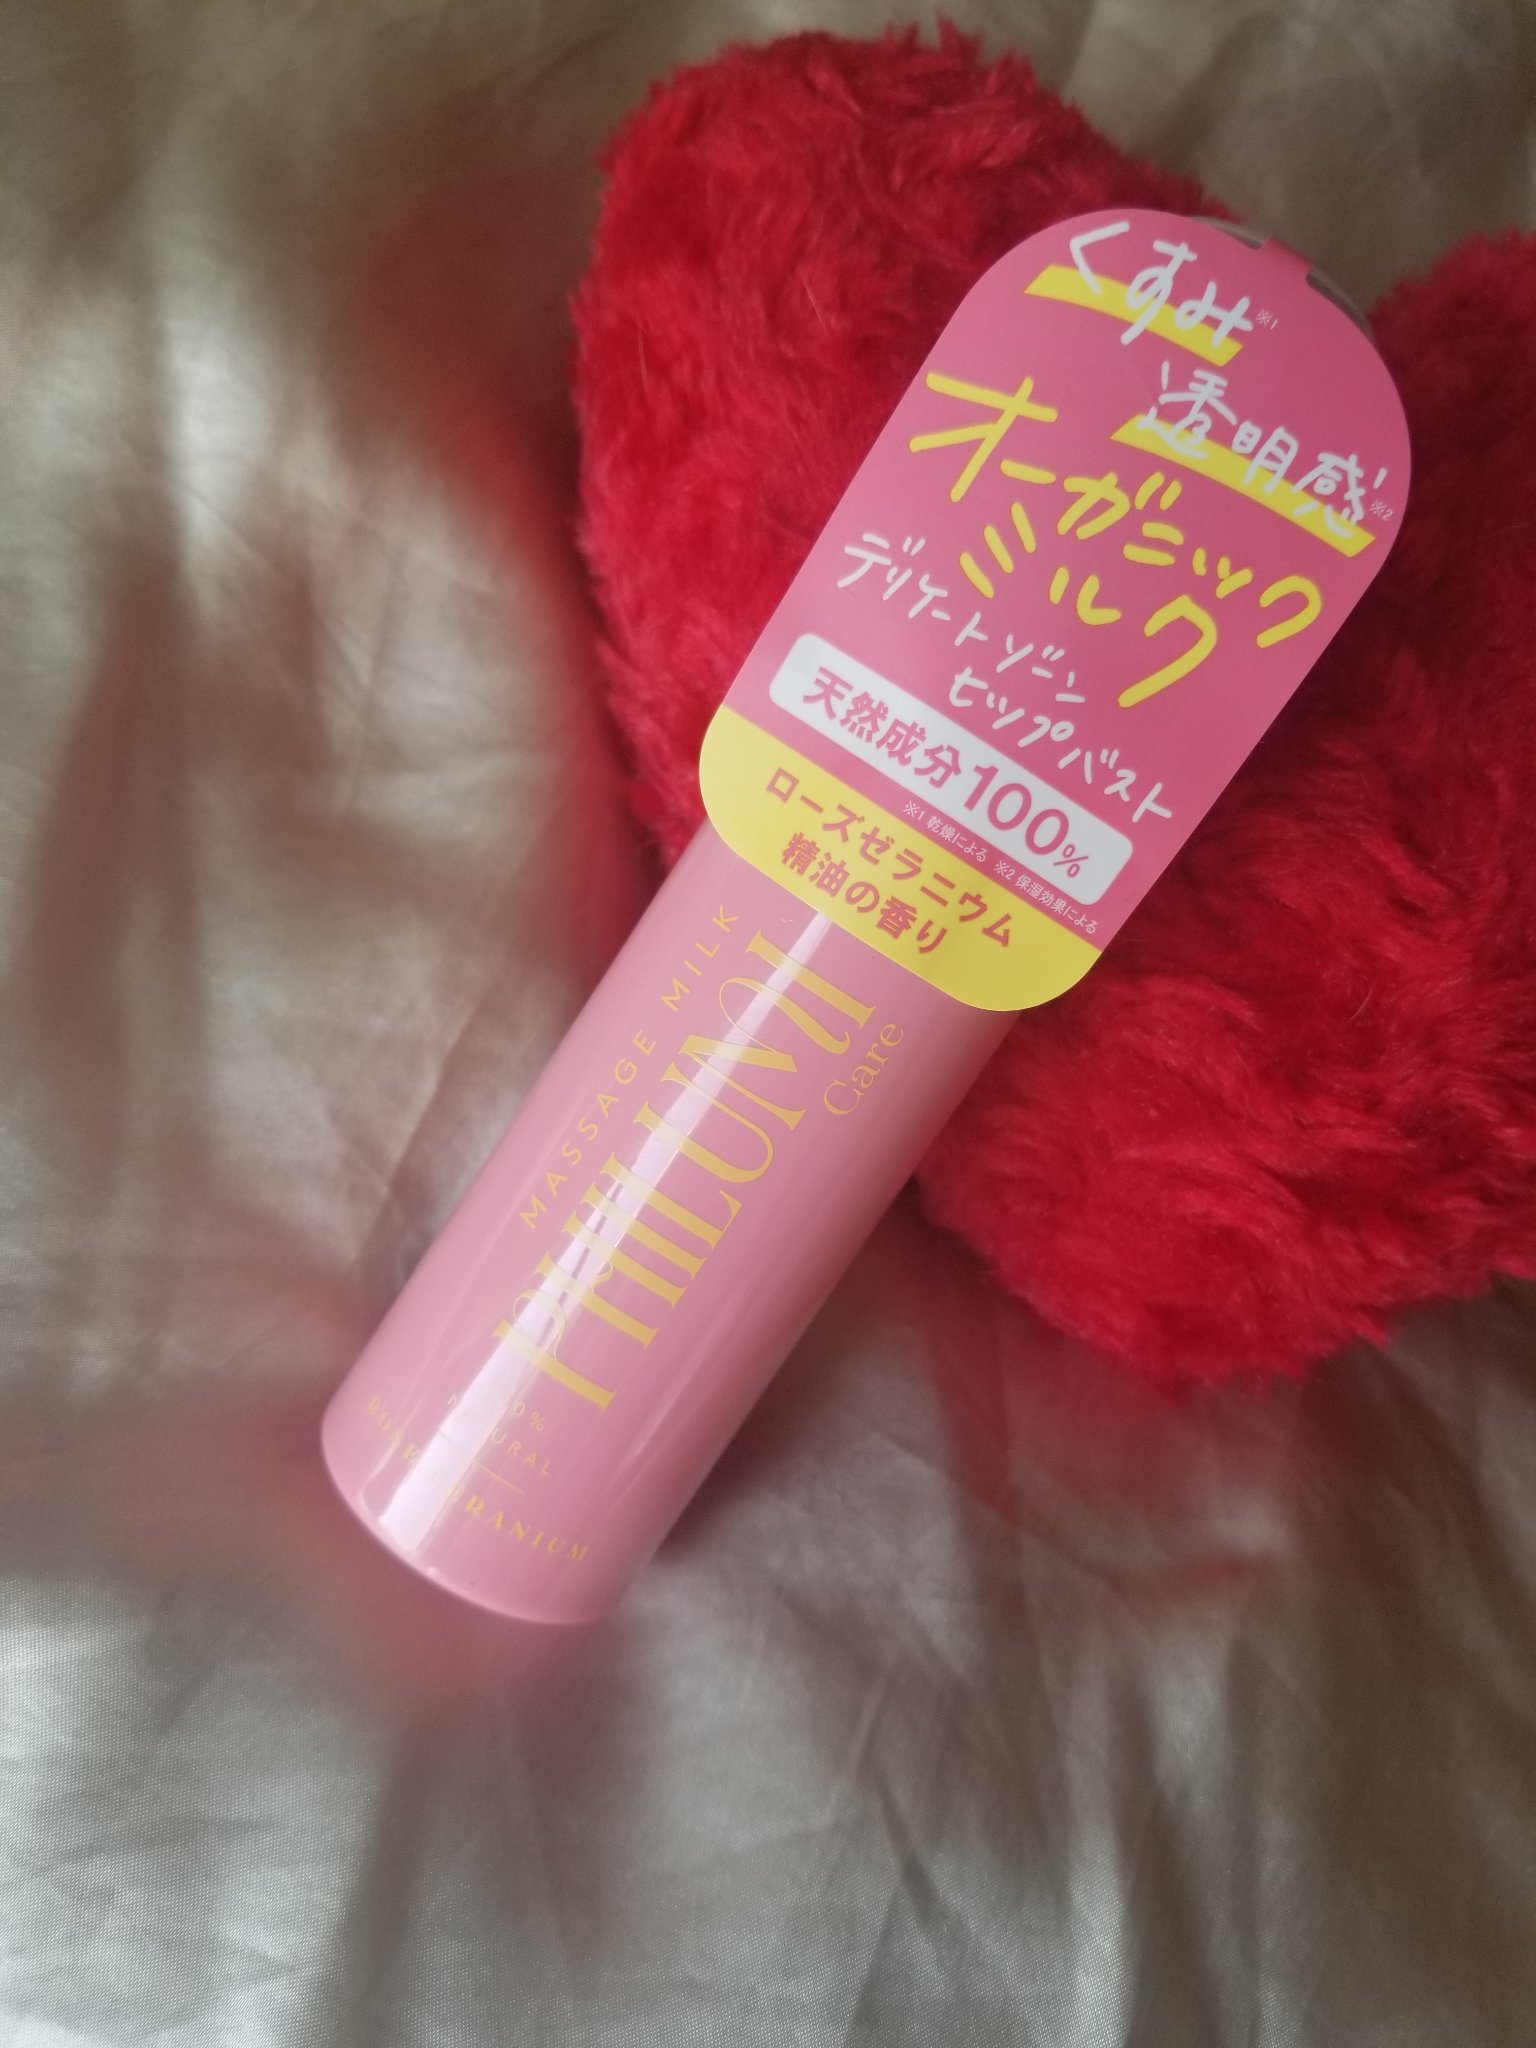 くすみ※1
透明感※2
オーガニック
ミルク
デリケートゾーン
ヒップバスト
天然成分100%
※1 乾燥による ※2 保湿効果による
ローズゼラニウム
精油の香り
MASSAGE MILK
PHILUMI
Care
ROSE